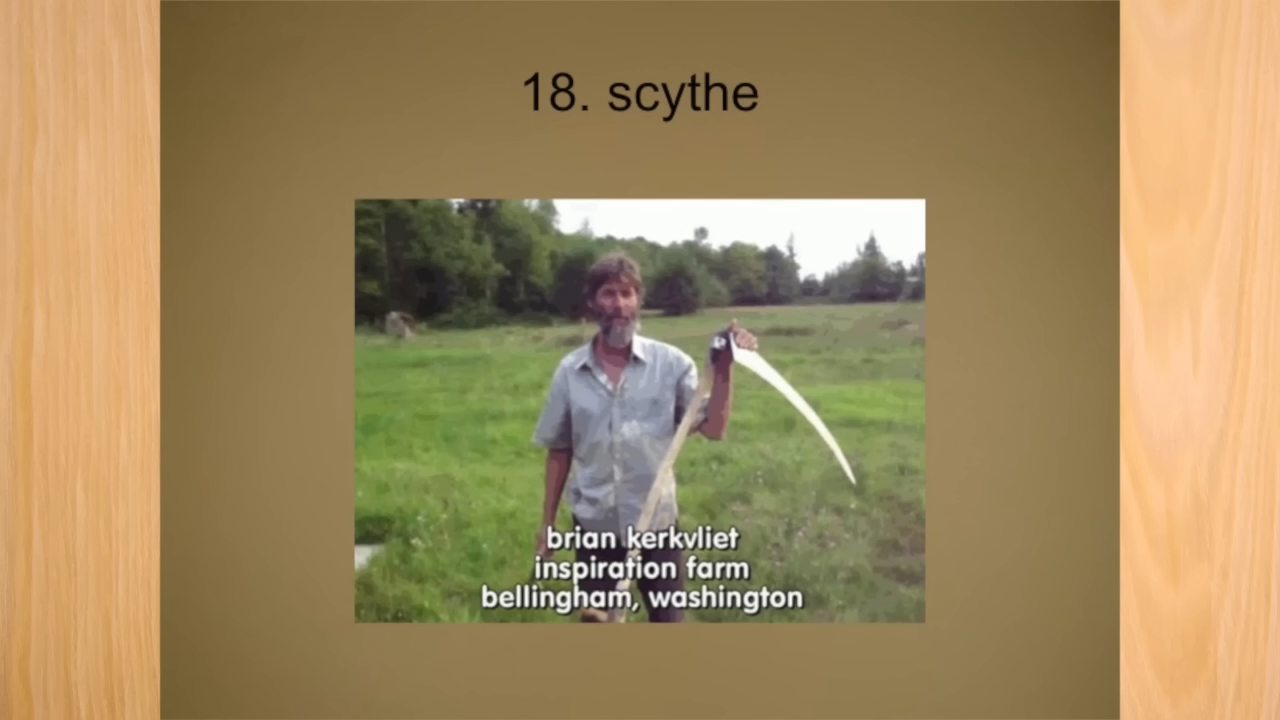 18. scythe
brian kerkvliet
inspiration farm
bellingham, washington